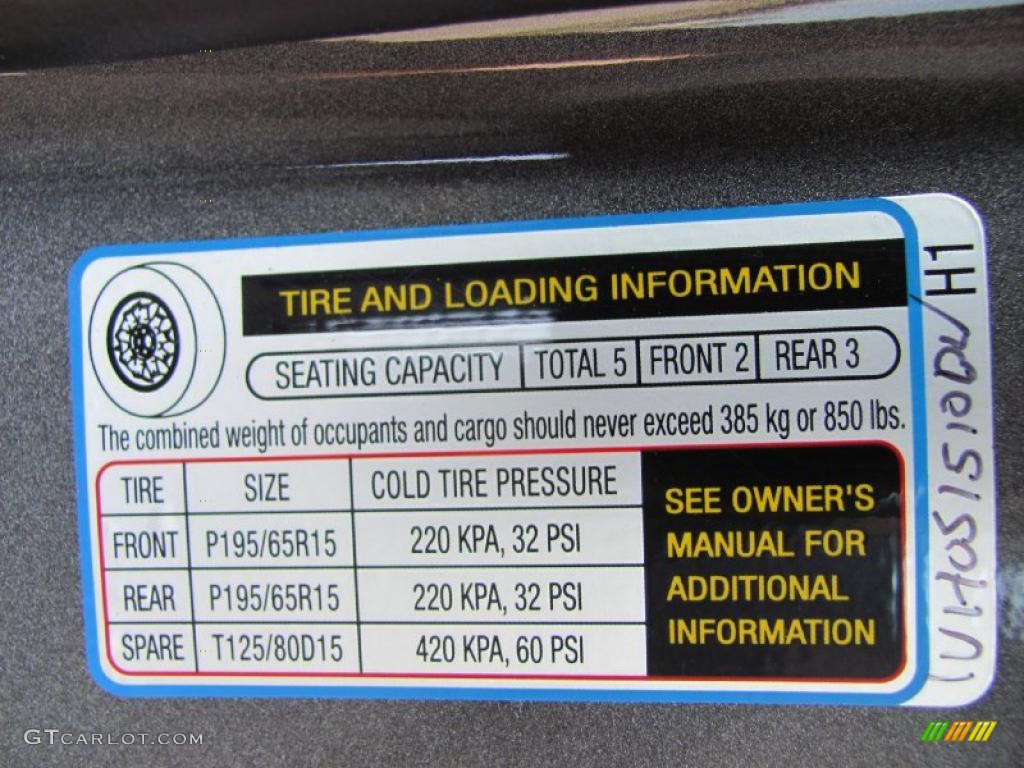 TIRE AND LOADING INFORMATION
SEATING CAPACITY TOTAL 5 FRONT 2 REAR 3
The combined weight of occupants and cargo should never exceed 385 kg or 850 lbs.
TIRE SIZE COLD TIRE PRESSURE
FRONT P195/65R15 220 KPA, 32 PSI
REAR P195/65R15 220 KPA, 32 PSI
SPARE T125/80D15 420 KPA, 60 PSI
SEE OWNER'S
MANUAL FOR
ADDITIONAL
INFORMATION
/H1
GTCARLOT.COM